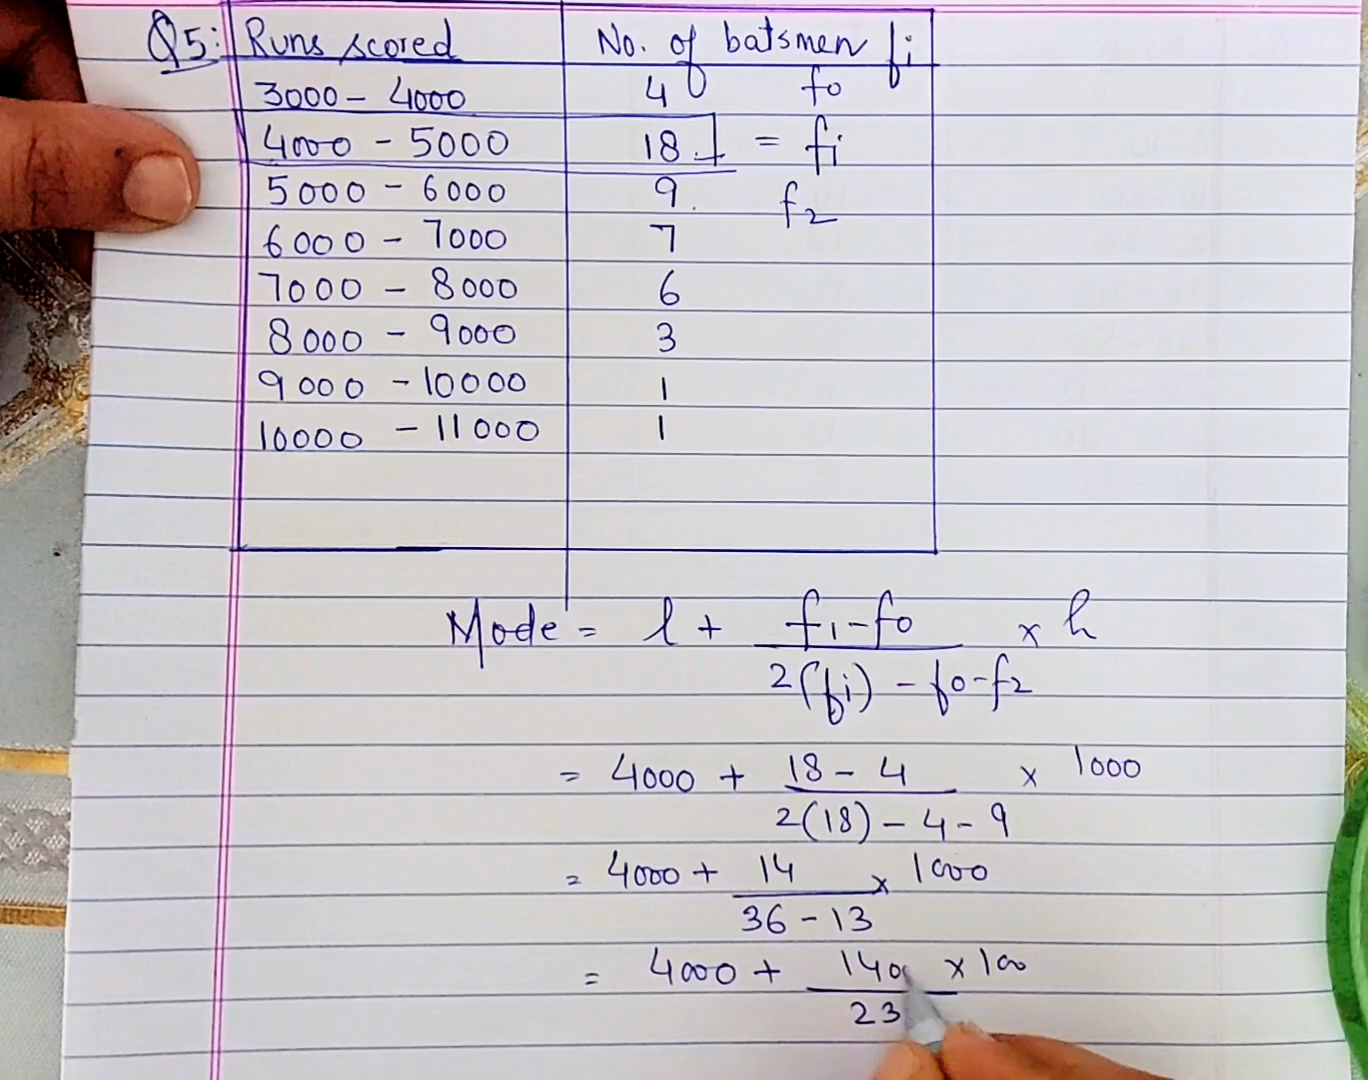 Q5: Runs scored No. of batsmen fi
3000 - 4000 4 fo
4000 - 5000 18 = fi
5000 - 6000 9 f2
6000 - 7000 7
7000 - 8000 6
8000 - 9000 3
9000 - 10000 1
10000 - 11000 1
Mode = l + f1-fo × h
2(fi) - fo-f2
= 4000 + 18 - 4 × 1000
2(18) - 4 - 9
= 4000 + 14 × 1000
36 - 13
= 4000 + 140 × 100
23